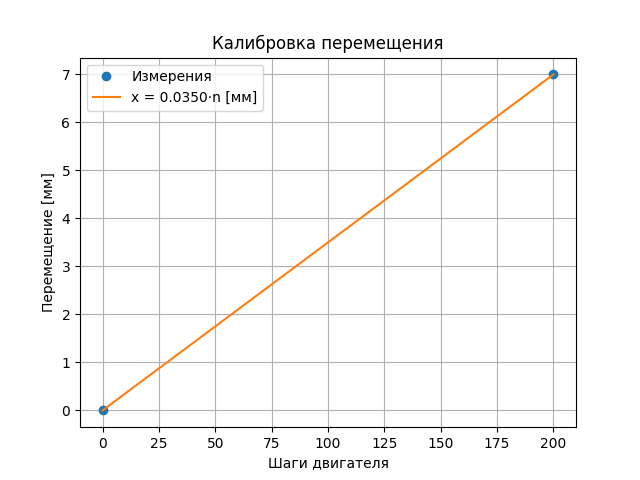 Калибровка перемещения
Измерения
x = 0.0350·n [мм]
Перемещение [мм]
7
6
5
4
3
2
1
0
0 25 50 75 100 125 150 175 200
Шаги двигателя